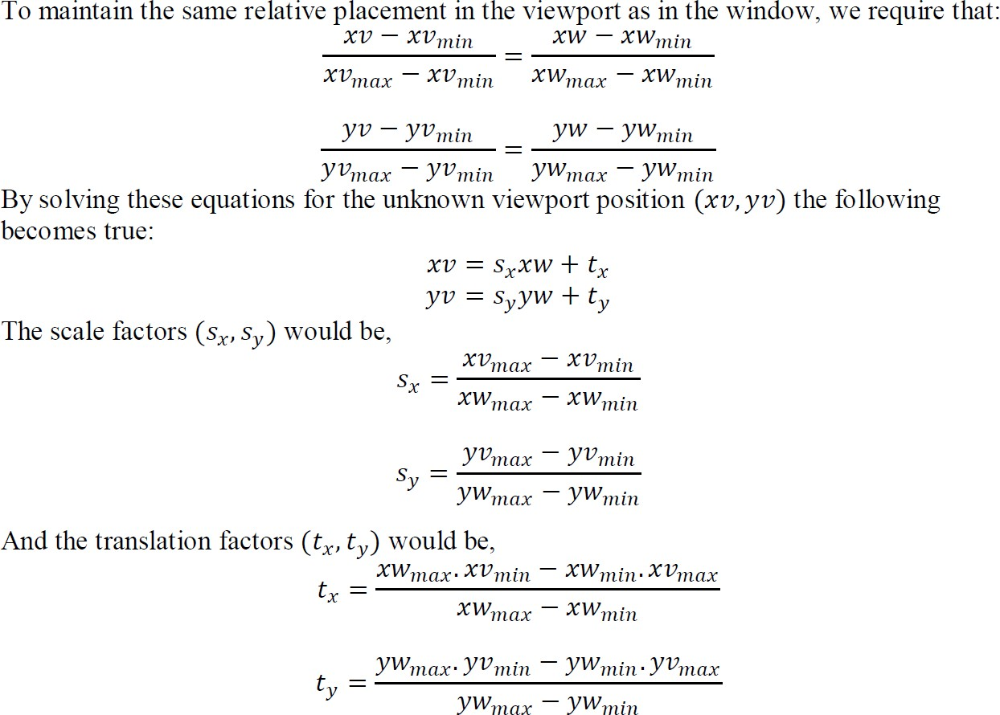 To maintain the same relative placement in the viewport as in the window, we require that:
\frac{xv - xv_{min}}{xv_{max} - xv_{min}} = \frac{xw - xw_{min}}{xw_{max} - xw_{min}}
\frac{yv - yv_{min}}{yv_{max} - yv_{min}} = \frac{yw - yw_{min}}{yw_{max} - yw_{min}}
By solving these equations for the unknown viewport position (xv, yv) the following
becomes true:
xv = s_x xw + t_x
yv = s_y yw + t_y
The scale factors (s_x, s_y) would be,
s_x = \frac{xv_{max} - xv_{min}}{xw_{max} - xw_{min}}
s_y = \frac{yv_{max} - yv_{min}}{yw_{max} - yw_{min}}
And the translation factors (t_x, t_y) would be,
t_x = \frac{xw_{max}. xv_{min} - xw_{min}. xv_{max}}{xw_{max} - xw_{min}}
t_y = \frac{yw_{max}. yv_{min} - yw_{min}. yv_{max}}{yw_{max} - yw_{min}}